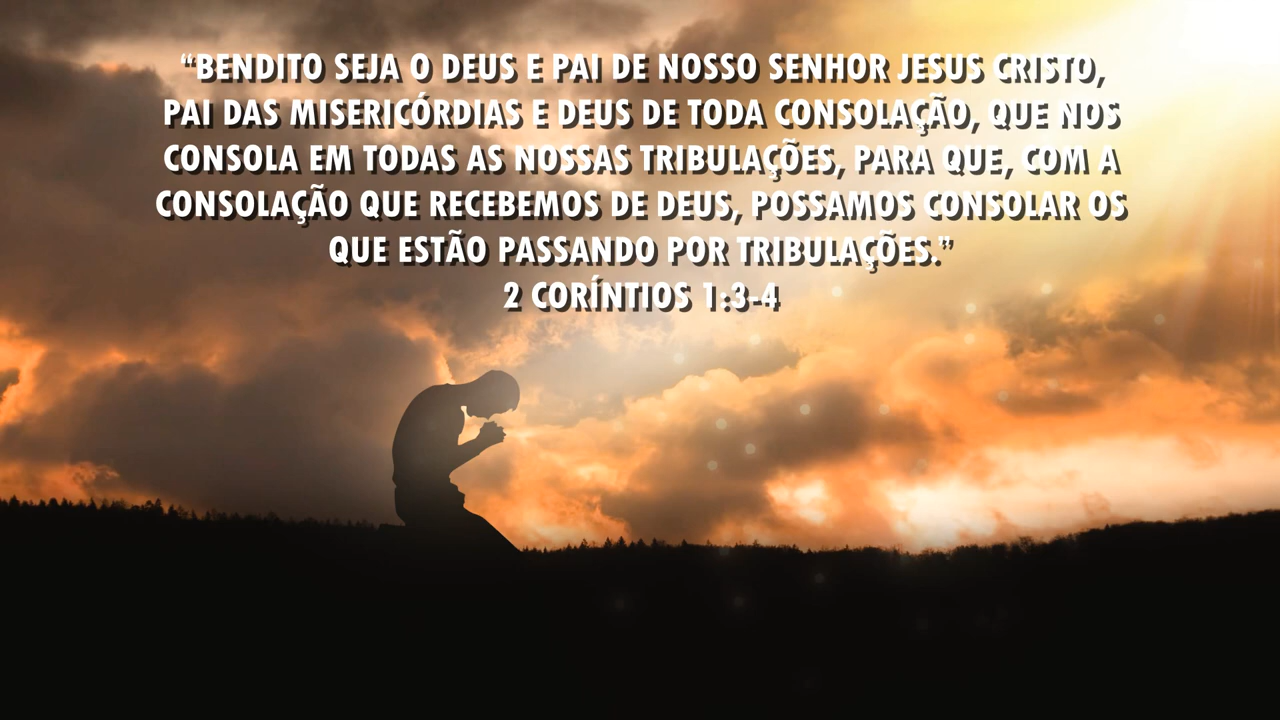 “BENDITO SEJA O DEUS E PAI DE NOSSO SENHOR JESUS CRISTO,
PAI DAS MISERICÓRDIAS E DEUS DE TODA CONSOLAÇÃO, QUE NOS
CONSOLA EM TODAS AS NOSSAS TRIBULAÇÕES, PARA QUE, COM A
CONSOLAÇÃO QUE RECEBEMOS DE DEUS, POSSAMOS CONSOLAR OS
QUE ESTÃO PASSANDO POR TRIBULAÇÕES.”
2 CORÍNTIOS 1:3-4